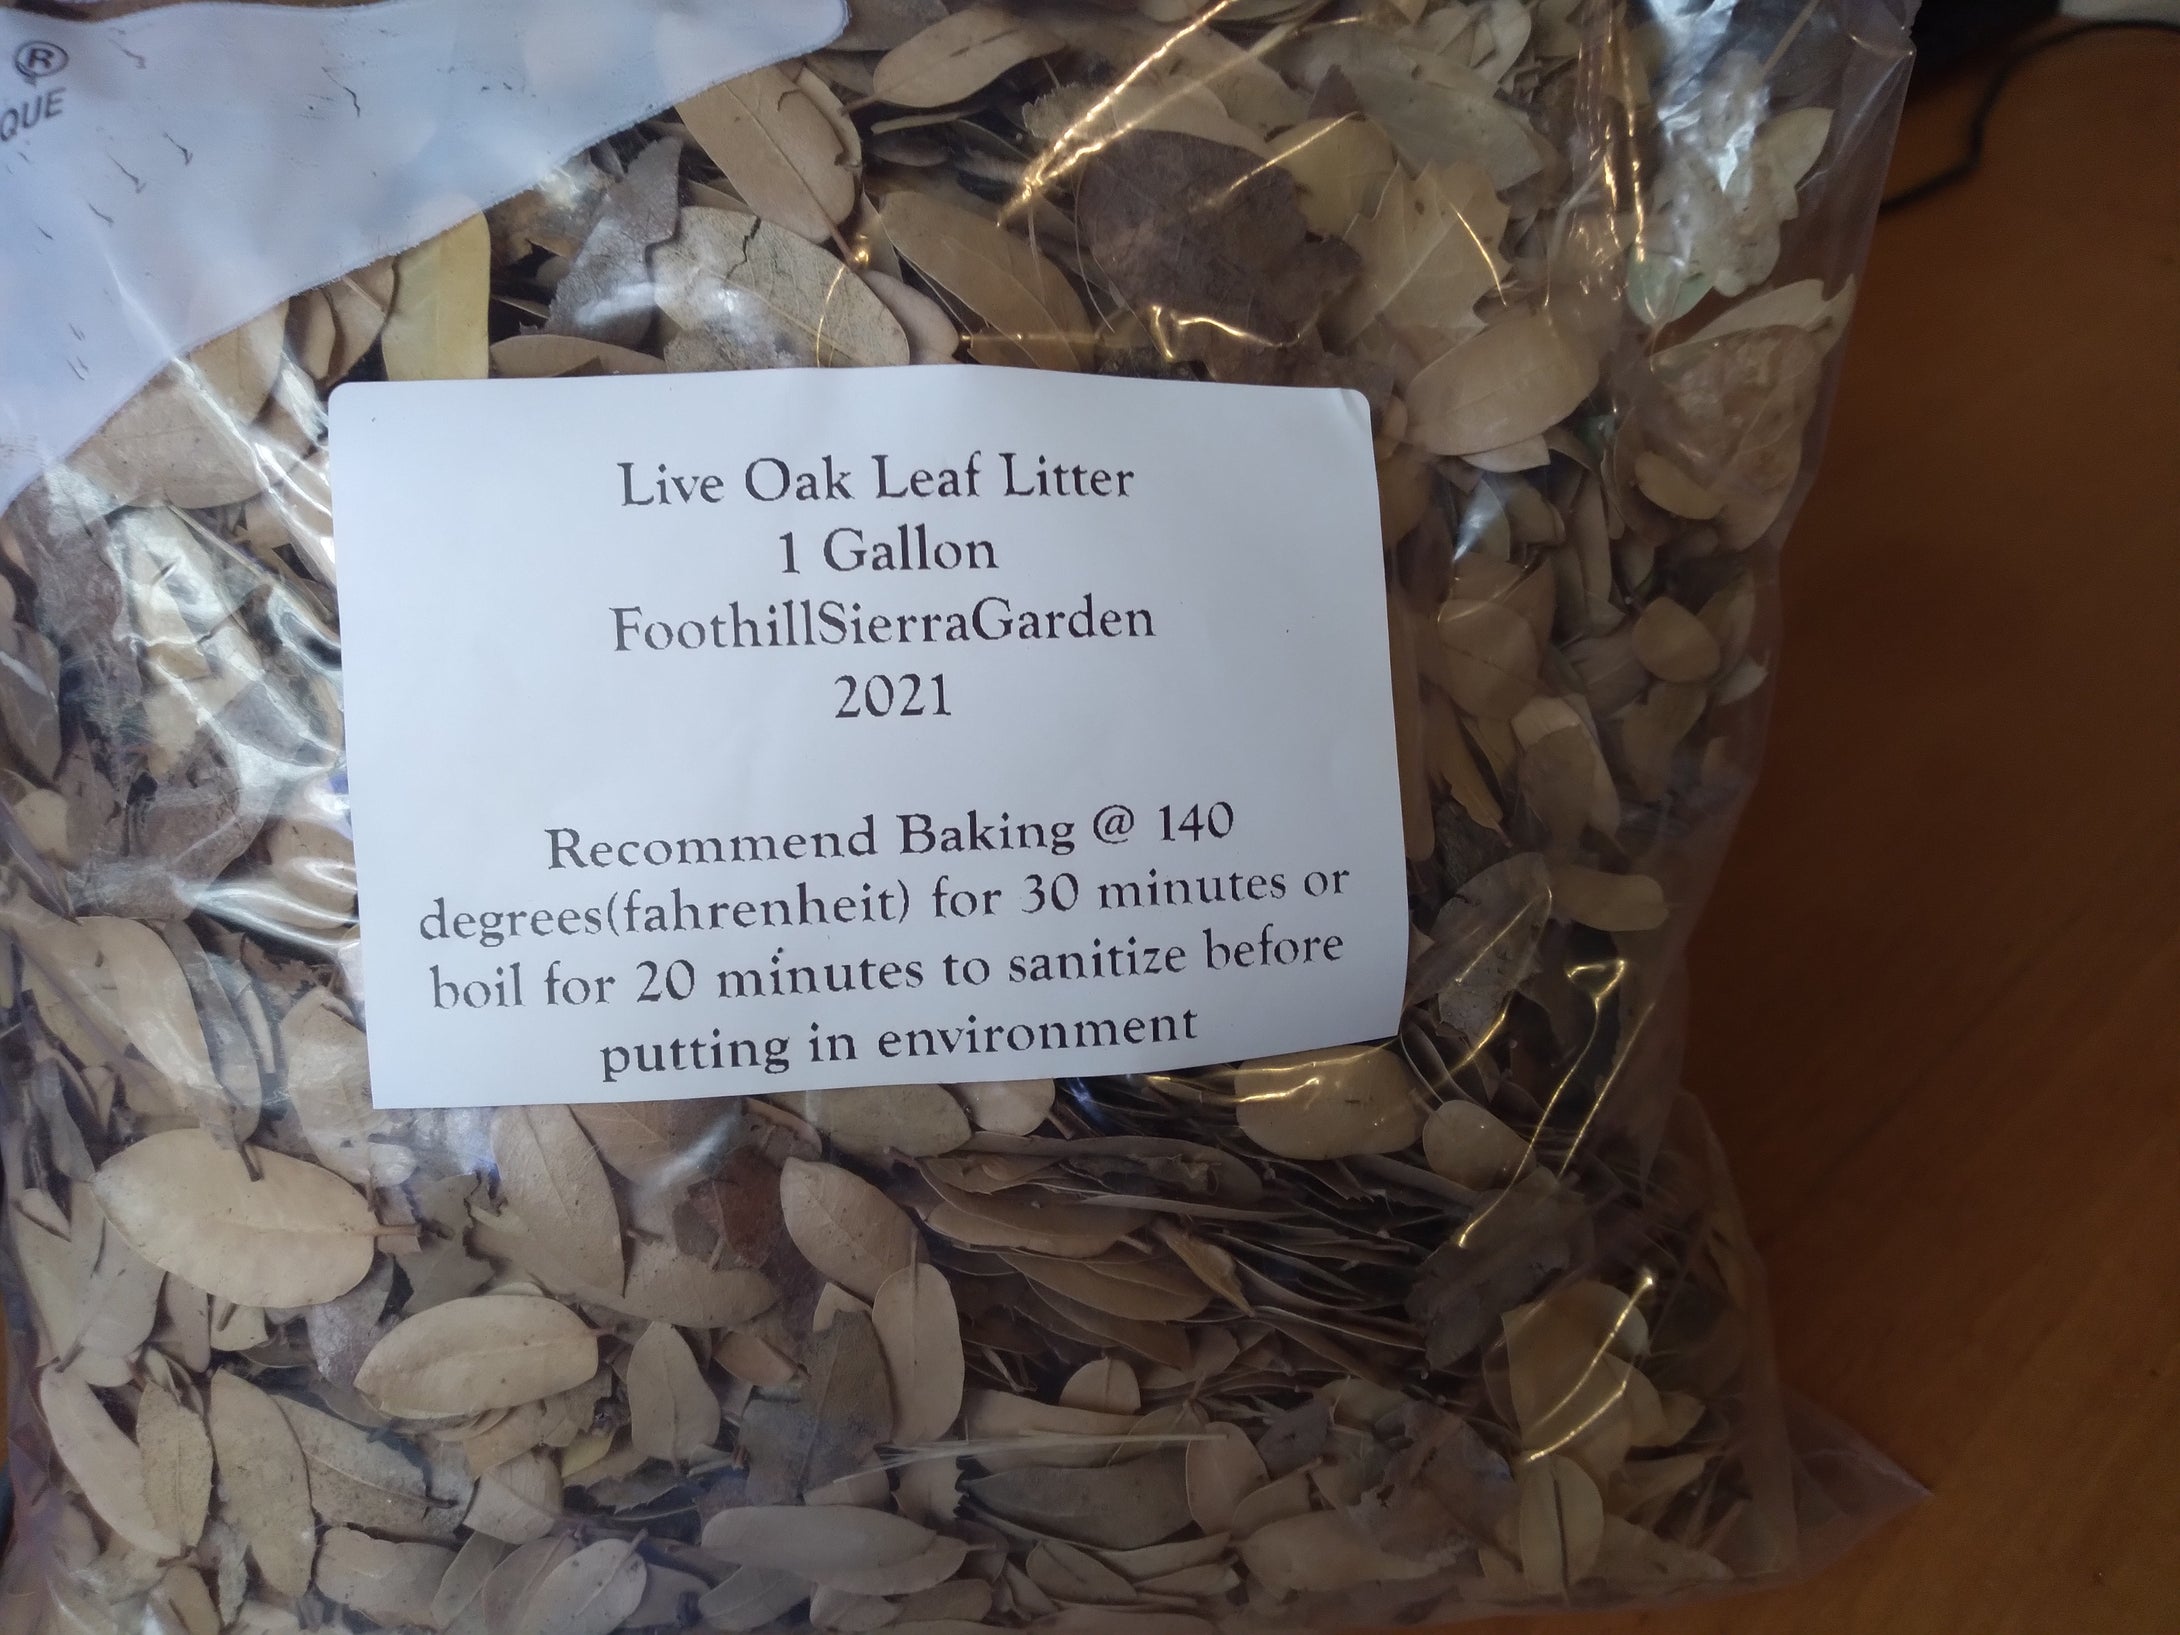 ®
QUE
Live Oak Leaf Litter
1 Gallon
FoothillSierraGarden
2021
Recommend Baking @ 140
degrees(fahrenheit) for 30 minutes or
boil for 20 minutes to sanitize before
putting in environment